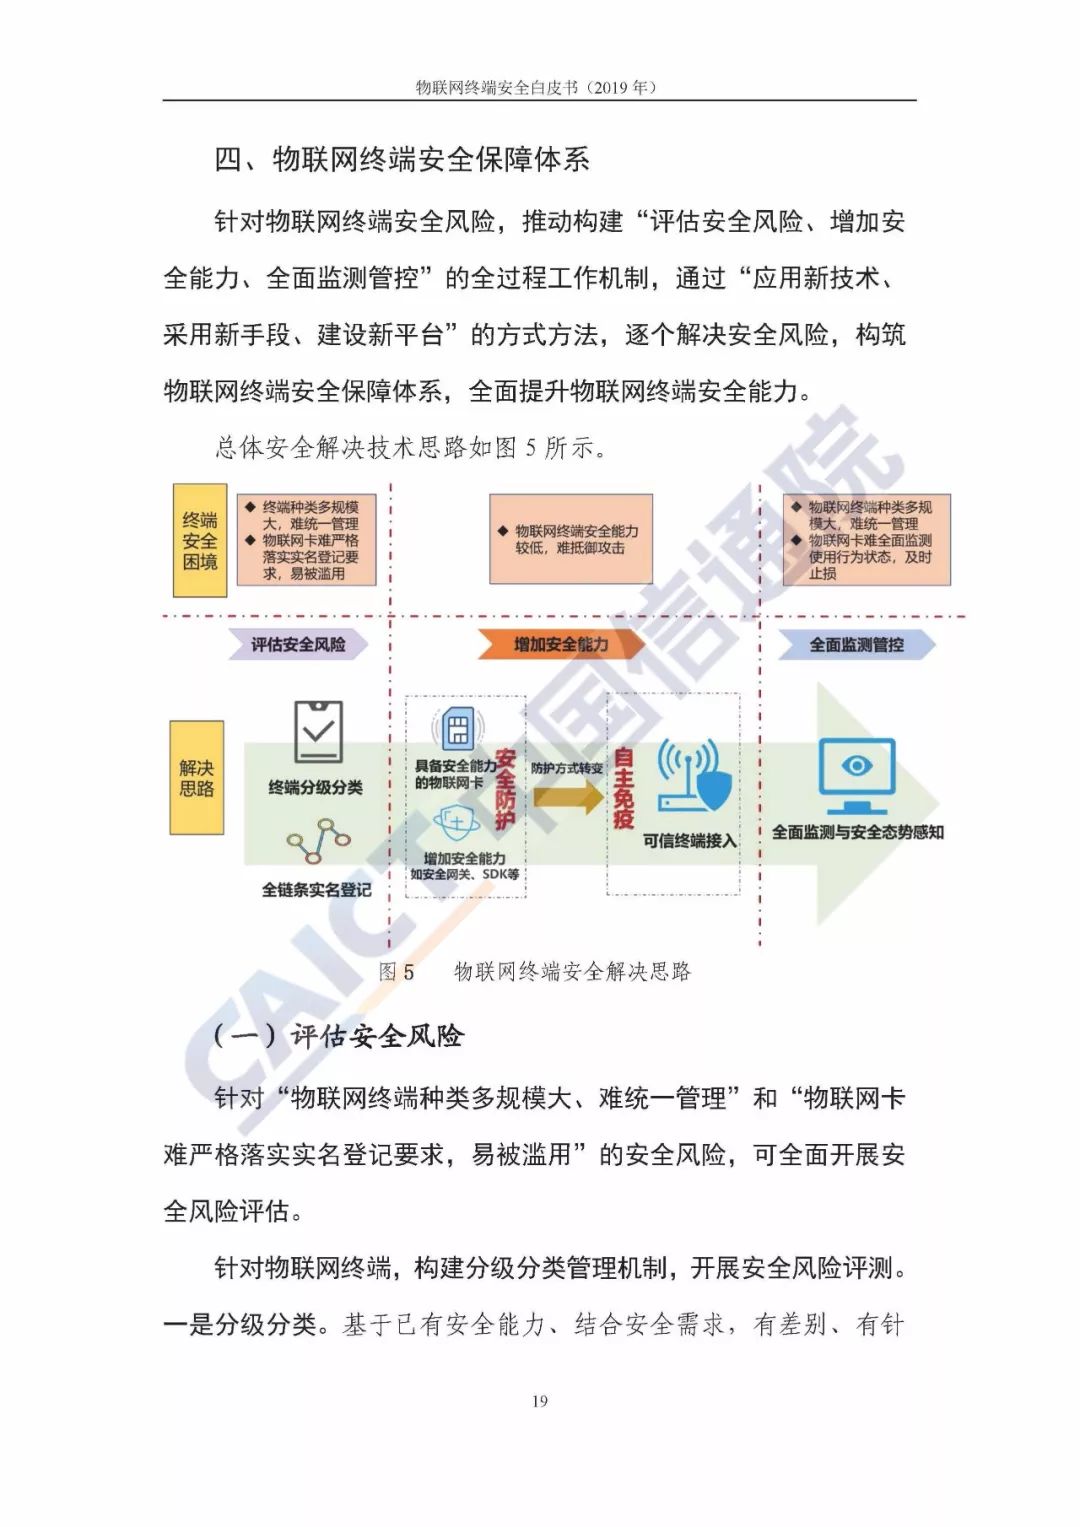 物联网终端安全白皮书（2019 年）
四、物联网终端安全保障体系
针对物联网终端安全风险，推动构建“评估安全风险、增加安
全能力、全面监测管控”的全过程工作机制，通过“应用新技术、
采用新手段、建设新平台”的方式方法，逐个解决安全风险，构筑
物联网终端安全保障体系，全面提升物联网终端安全能力。
总体安全解决技术思路如图 5 所示。
终端
安全
困境
◆ 终端种类多规模
大，难统一管理
◆ 物联网卡难严格
落实实名登记要
求，易被滥用
◆ 物联网终端安全能力
较低，难抵御攻击
◆ 物联网终端种类多规
模大，难统一管理
◆ 物联网卡难全面监测
使用行为状态，及时
止损
评估安全风险
增加安全能力
全面监测管控
解决
思路
终端分级分类
全链条实名登记
具备安全能力
的物联网卡
增加安全能力
如安全网关、SDK等
安全防护
防护方式转变
自主免疫
可信终端接入
全面监测与安全态势感知
图 5 物联网终端安全解决思路
（一）评估安全风险
针对“物联网终端种类多规模大、难统一管理”和“物联网卡
难严格落实实名登记要求，易被滥用”的安全风险，可全面开展安
全风险评估。
针对物联网终端，构建分级分类管理机制，开展安全风险评测。
一是分级分类。基于已有安全能力、结合安全需求，有差别、有针
19
CAICT 中国信通院